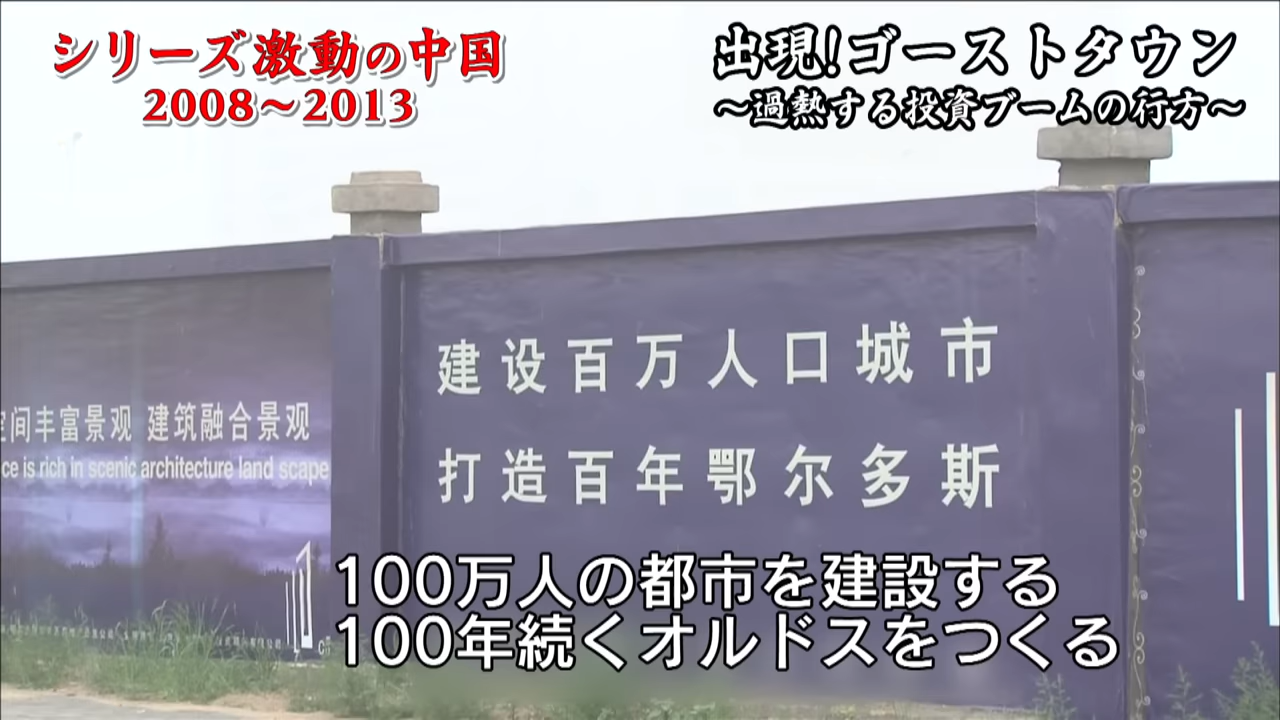 シリーズ激動の中国
2008〜2013
出現!ゴーストタウン
〜過熱する投資ブームの行方〜
建设百万人口城市
打造百年鄂尔多斯
间丰富景观 建筑融合景观
ce is rich in scenic architecture land scape
100万人の都市を建設する
100年続くオルドスをつくる